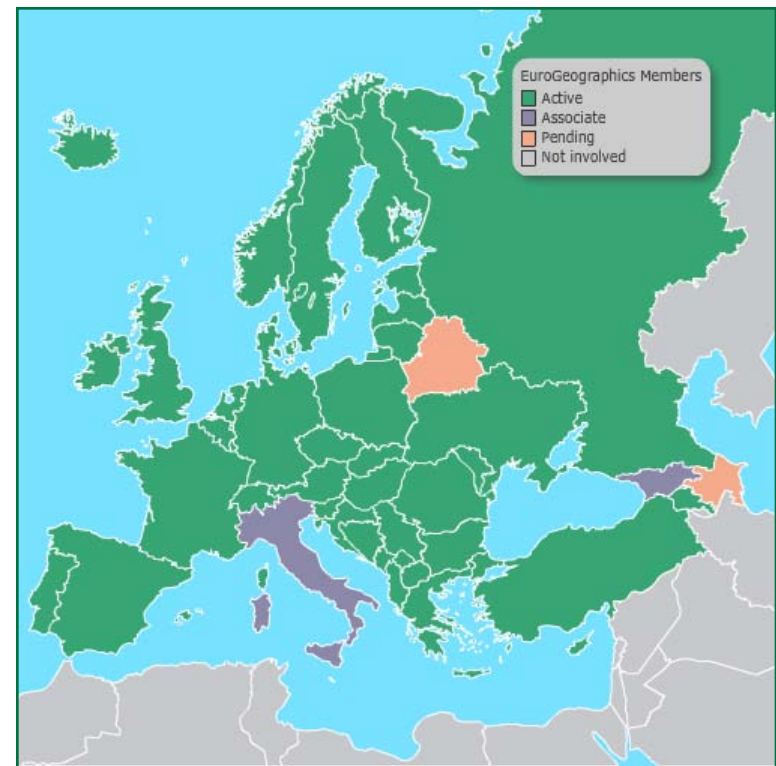 EuroGeographics Members
Active
Associate
Pending
Not involved